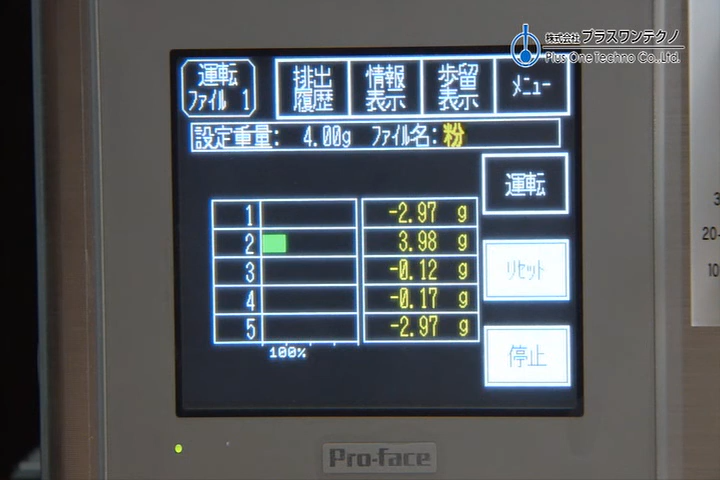 株式会社 プラスワンテクノ
Plus One Techno Co.,Ltd.
運転 ファイル 1
排出履歴
情報表示
歩留表示
メニュー
設定重量: 4.00g ファイル名:粉
運転
1 -2.97 g
2 3.98 g
3 -0.12 g
4 -0.17 g
5 -2.97 g
100%
リセット
停止
3
20-
10
Pro-face